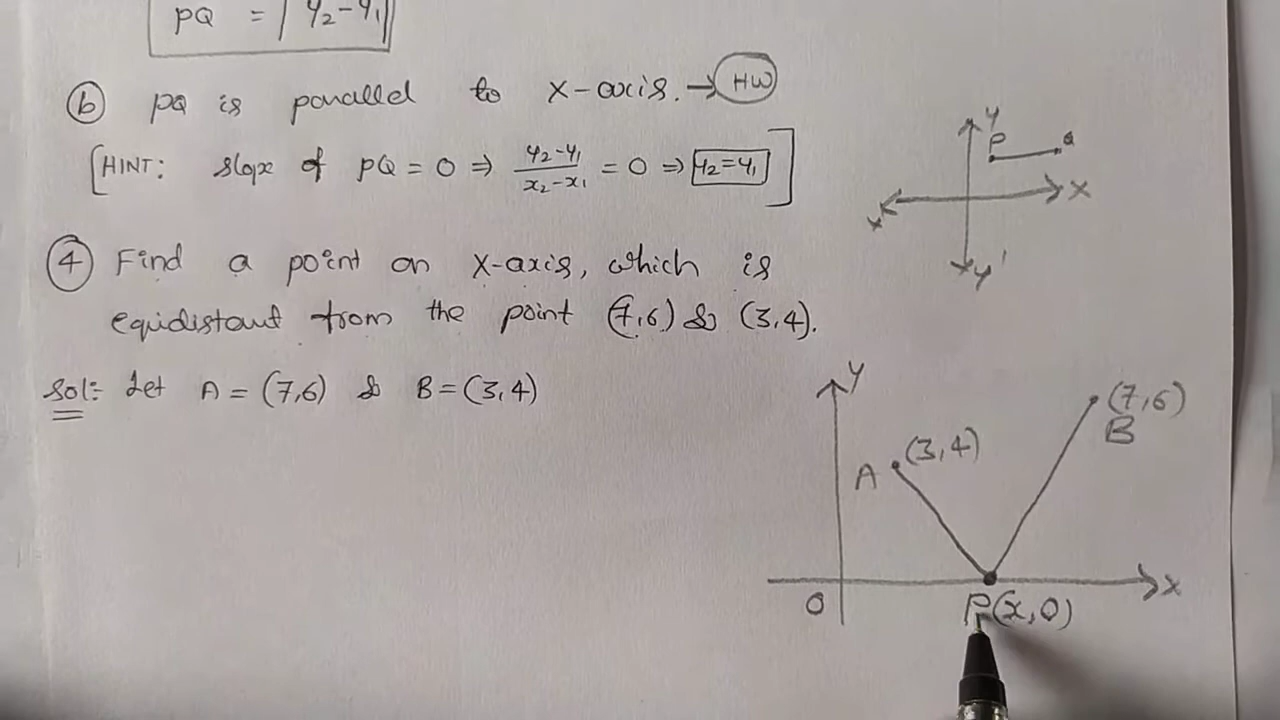 PQ = |y₂-y₁|
(b) PQ is parallel to X-axis. → HW
[HINT: slope of PQ = 0 ⇒ y₂-y₁/x₂-x₁ = 0 ⇒ y₂=y₁]
Y
P
Q
X
X'
Y'
(4) Find a point on X-axis, which is
equidistant from the point (7,6) & (3,4).
Sol: Let A = (7,6) & B = (3,4)
Y
(7,6)
B
(3,4)
A
X
O
P(x,0)